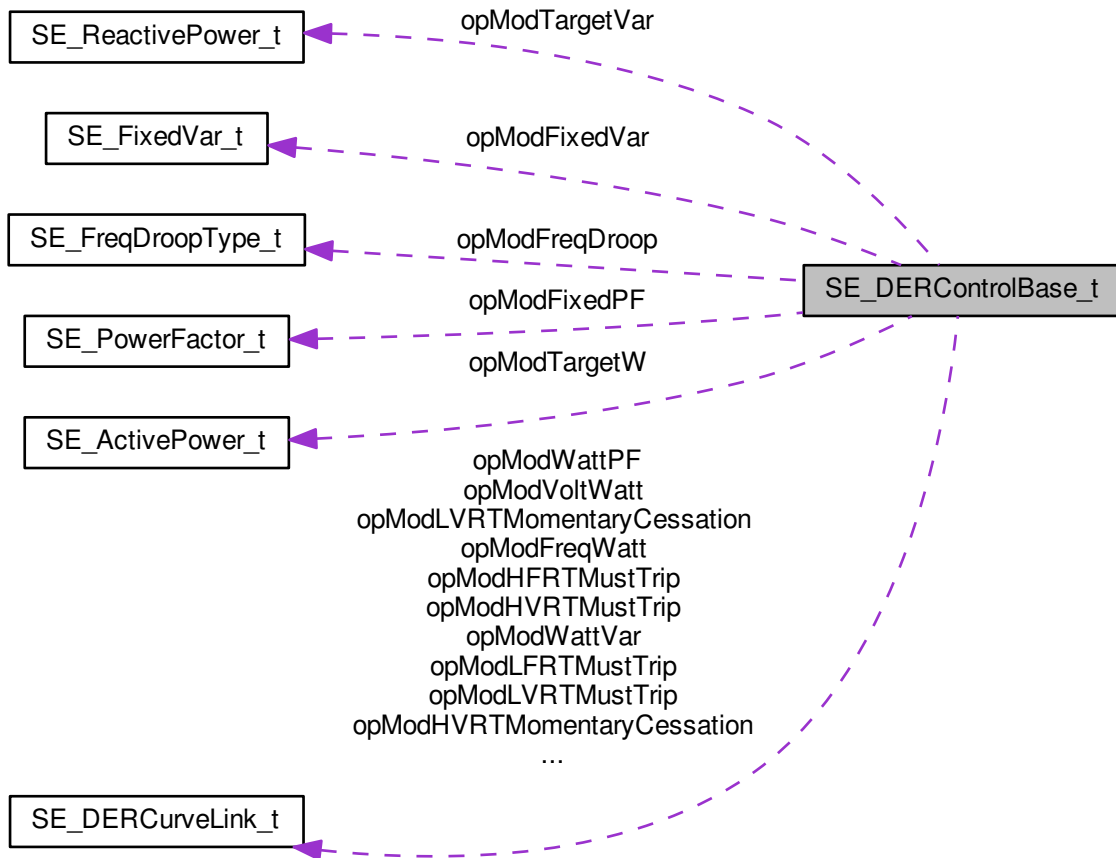 SE_ReactivePower_t
opModTargetVar
SE_FixedVar_t
opModFixedVar
SE_FreqDroopType_t
opModFreqDroop
SE_DERControlBase_t
SE_PowerFactor_t
opModFixedPF
SE_ActivePower_t
opModTargetW
opModWattPF
opModVoltWatt
opModLVRTMomentaryCessation
opModFreqWatt
opModHFRTMustTrip
opModHVRTMustTrip
opModWattVar
opModLFRTMustTrip
opModLVRTMustTrip
opModHVRTMomentaryCessation
...
SE_DERCurveLink_t